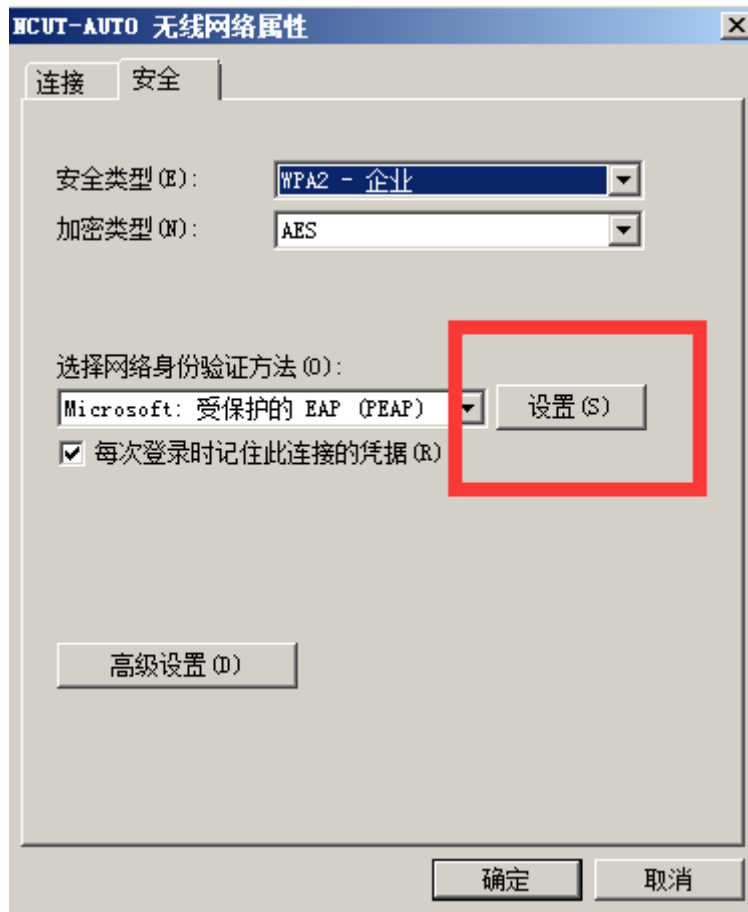 NCUT-AUTO 无线网络属性
连接 安全
安全类型(E): WPA2 - 企业
加密类型(N): AES
选择网络身份验证方法(O):
Microsoft: 受保护的 EAP (PEAP) 设置(S)
每次登录时记住此连接的凭据(R)
高级设置(D)
确定 取消